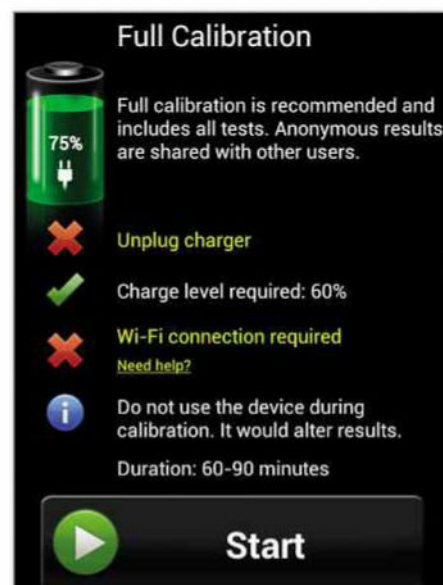 Full Calibration
Full calibration is recommended and
includes all tests. Anonymous results
are shared with other users.
75%
Unplug charger
Charge level required: 60%
Wi-Fi connection required
Need help?
Do not use the device during
calibration. It would alter results.
Duration: 60-90 minutes
Start